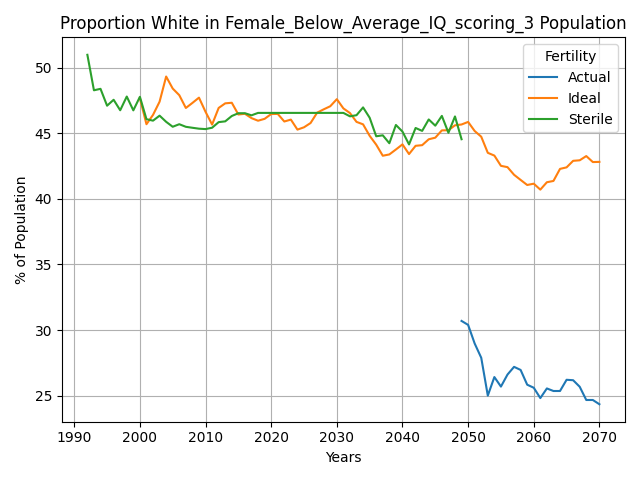 Proportion White in Female_Below_Average_IQ_scoring_3 Population
Fertility
Actual
Ideal
Sterile
% of Population
50
45
40
35
30
25
1990 2000 2010 2020 2030 2040 2050 2060 2070
Years